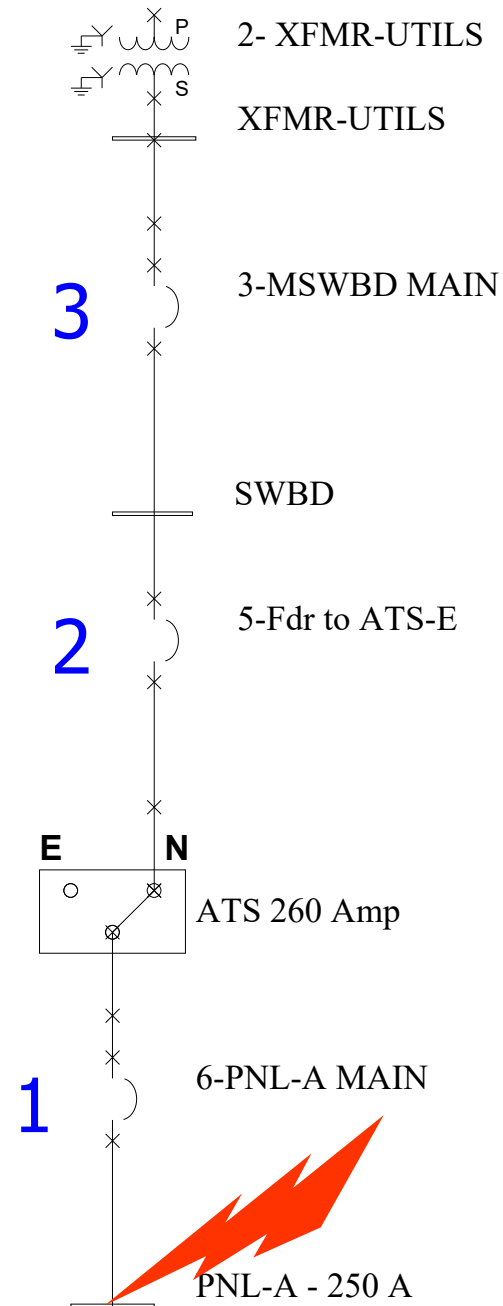 P
2- XFMR-UTILS
S
XFMR-UTILS
3-MSWBD MAIN
3
SWBD
5-Fdr to ATS-E
2
E N
ATS 260 Amp
6-PNL-A MAIN
1
PNL-A - 250 A